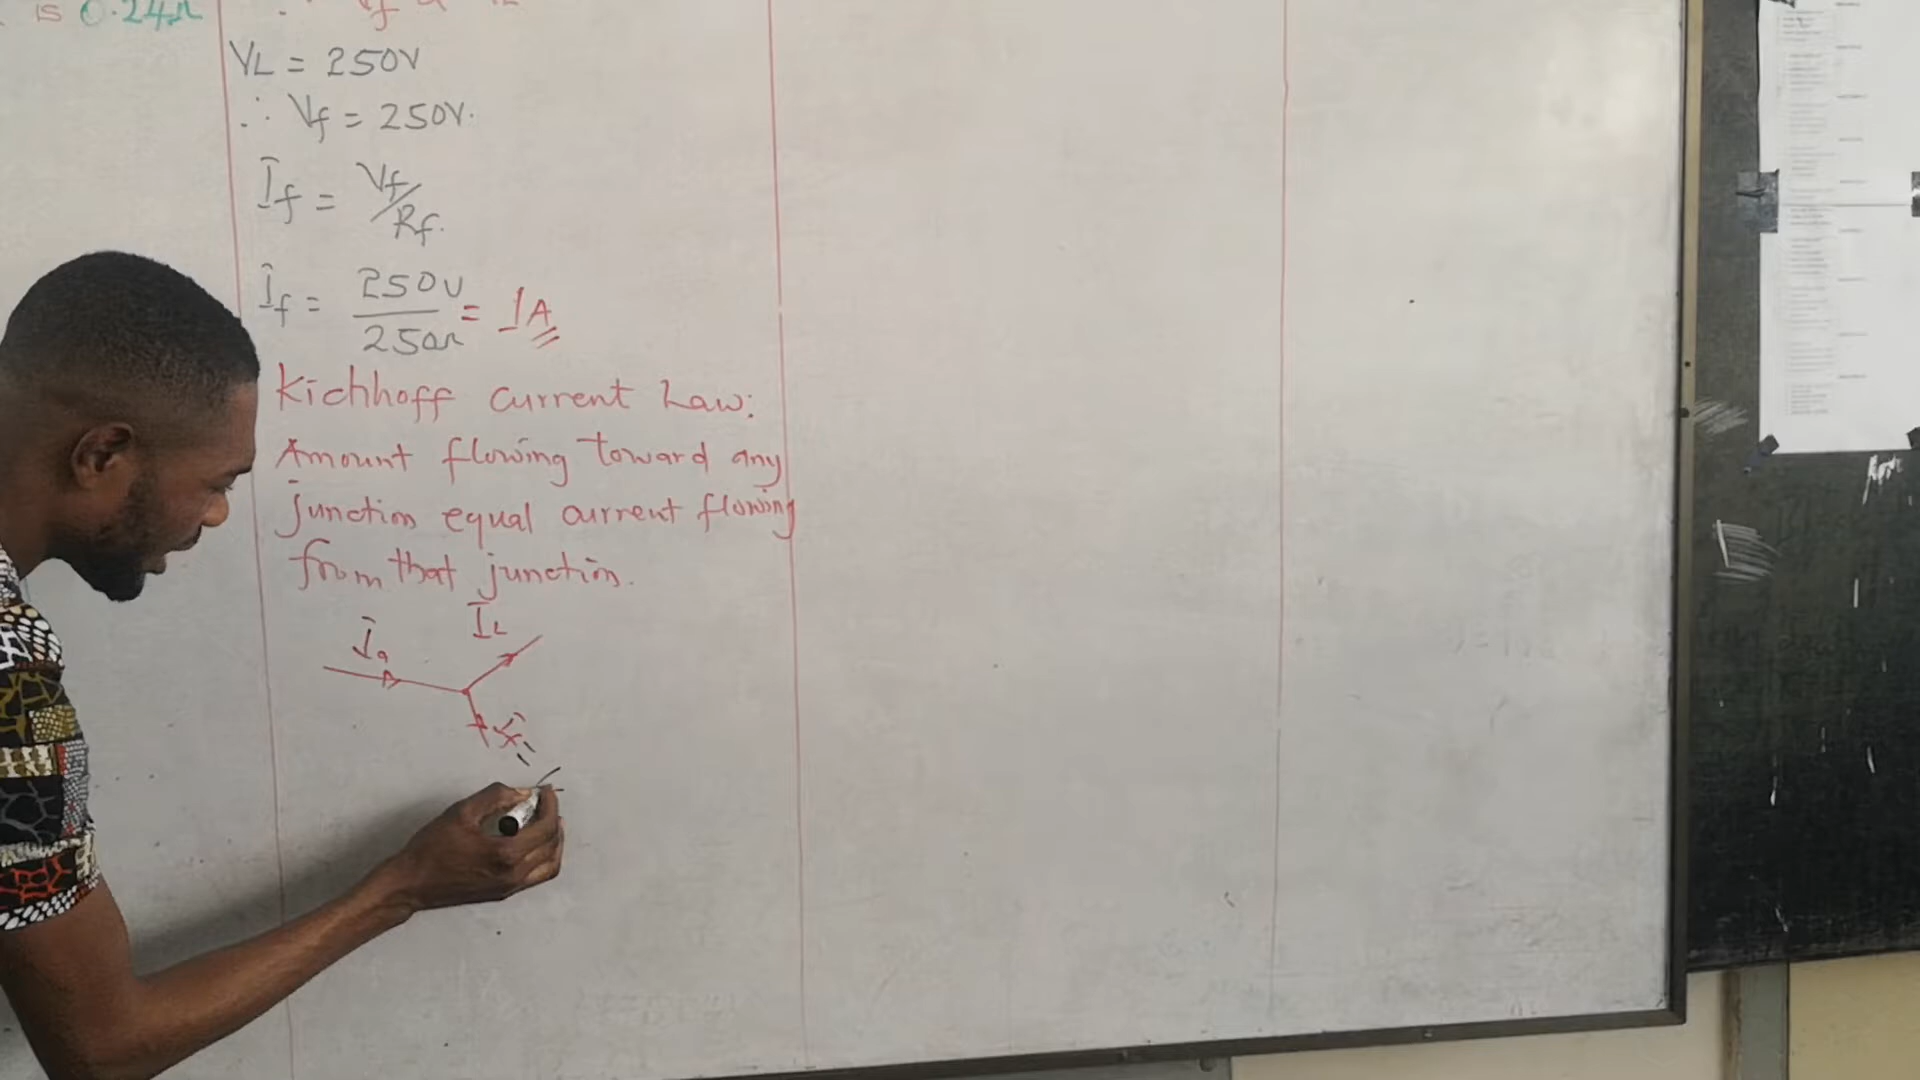 is 0.24Ω
VL = 250V
∴ Vf = 250V.
If = Vf/Rf.
If = 250V/250Ω = 1A
Kichhoff current Law:
Amount flowing toward any
junction equal current flowing
from that junction.
Ia
IL